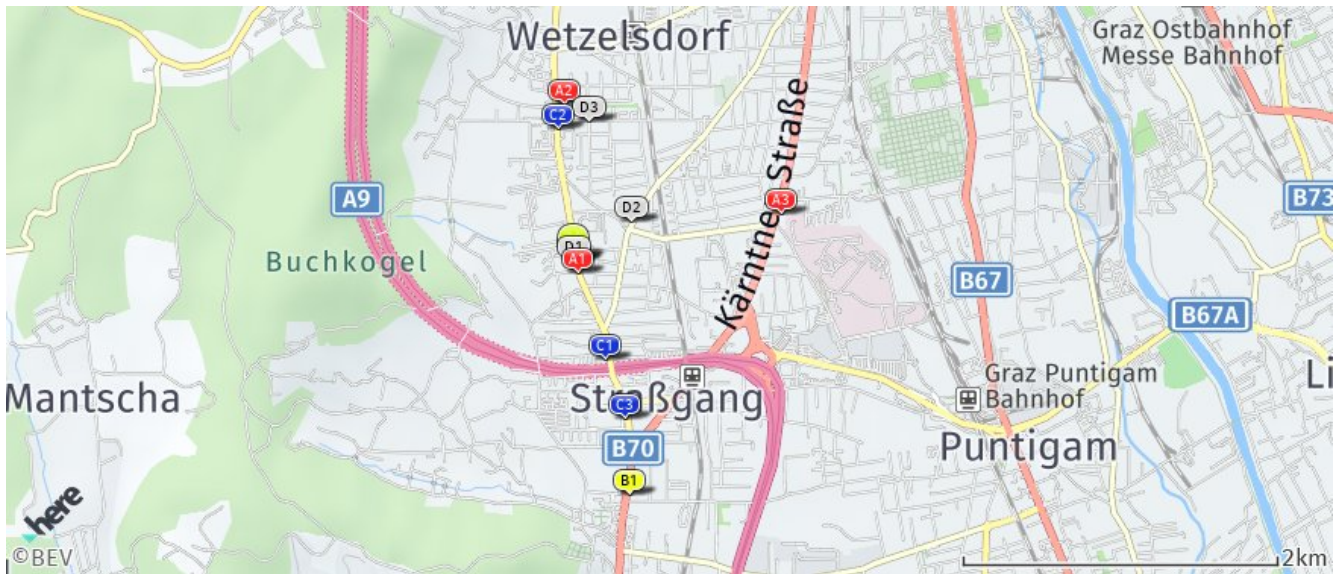 Wetzelsdorf
Graz Ostbahnhof
Messe Bahnhof
A2
D3
C2
Kärntner Straße
A9
A3
B73
D2
D1
A1
Buchkogel
B67
B67A
C1
Graz Puntigam
Bahnhof
Mantscha
Straßgang
C3
Li
Puntigam
B70
B1
here
©BEV
2km